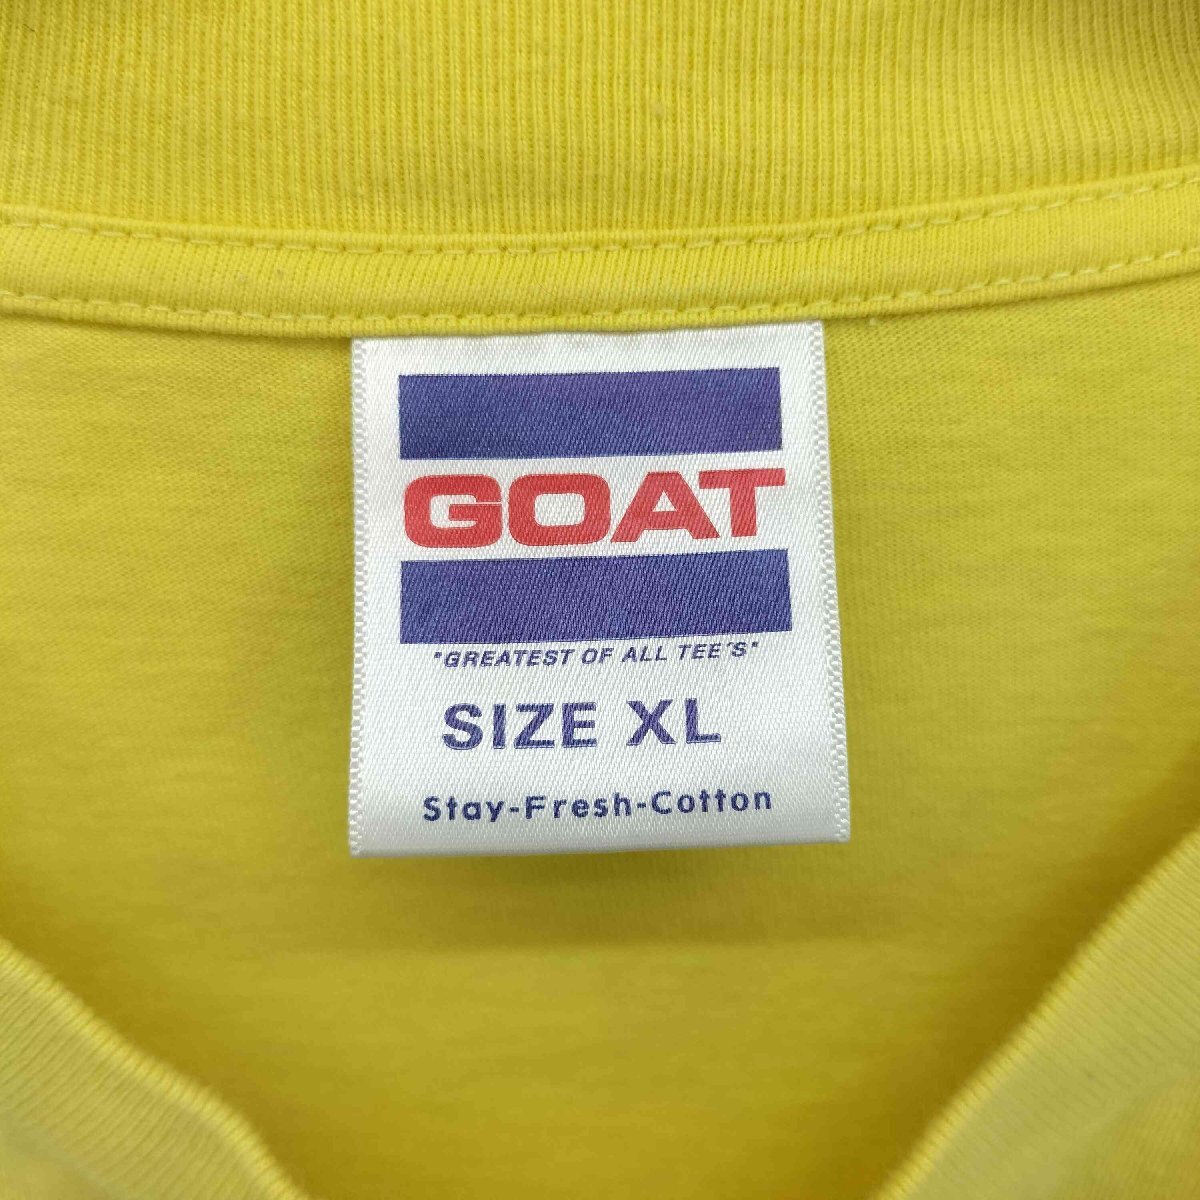 GOAT
"GREATEST OF ALL TEE'S"
SIZE XL
Stay-Fresh-Cotton